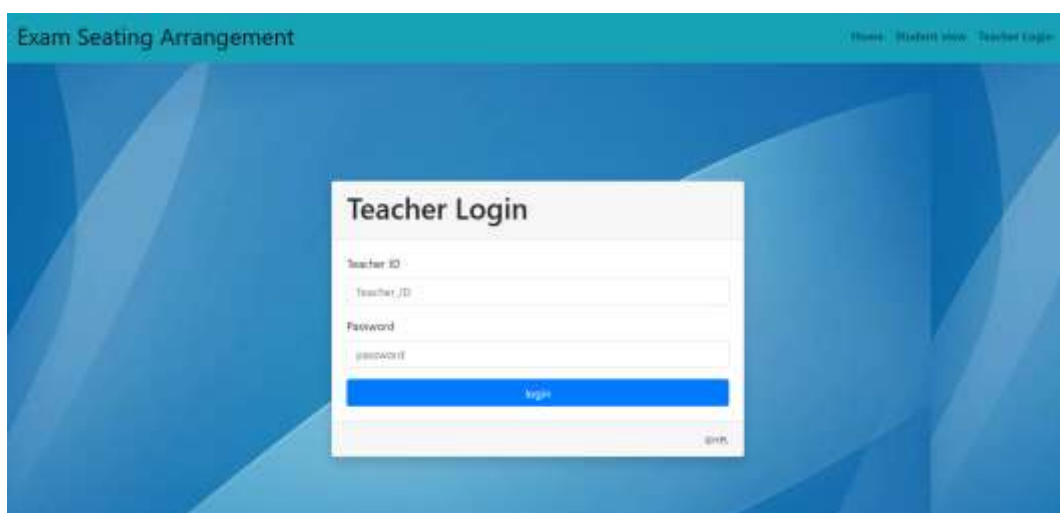 Exam Seating Arrangement
Home Student view Teacher Login
Teacher Login
Teacher ID
Teacher_ID
Password
password
login